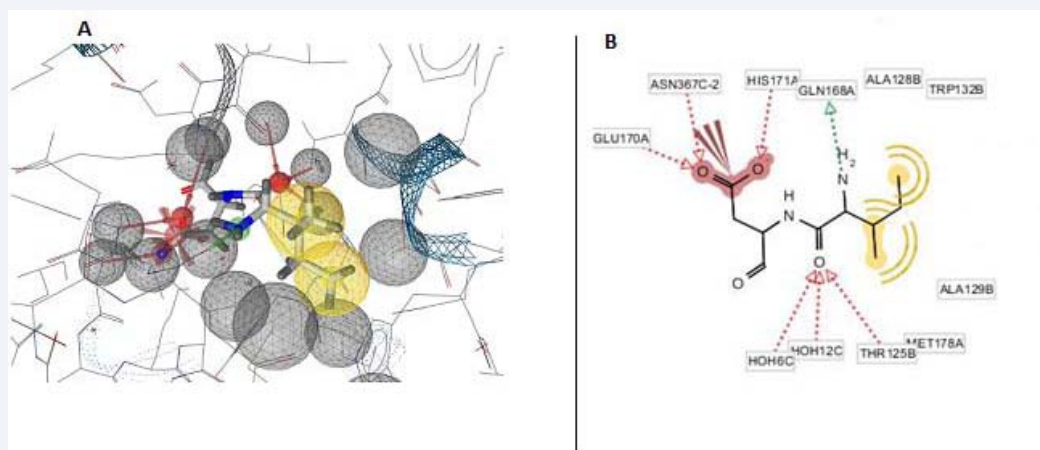 A
B
ASN367C-2
HIS171A
GLN168A
ALA128B
TRP132B
GLU170A
H2
N
O
O
H
N
O
O
ALA129B
HOH6C
HOH12C
THR125B
MET178A